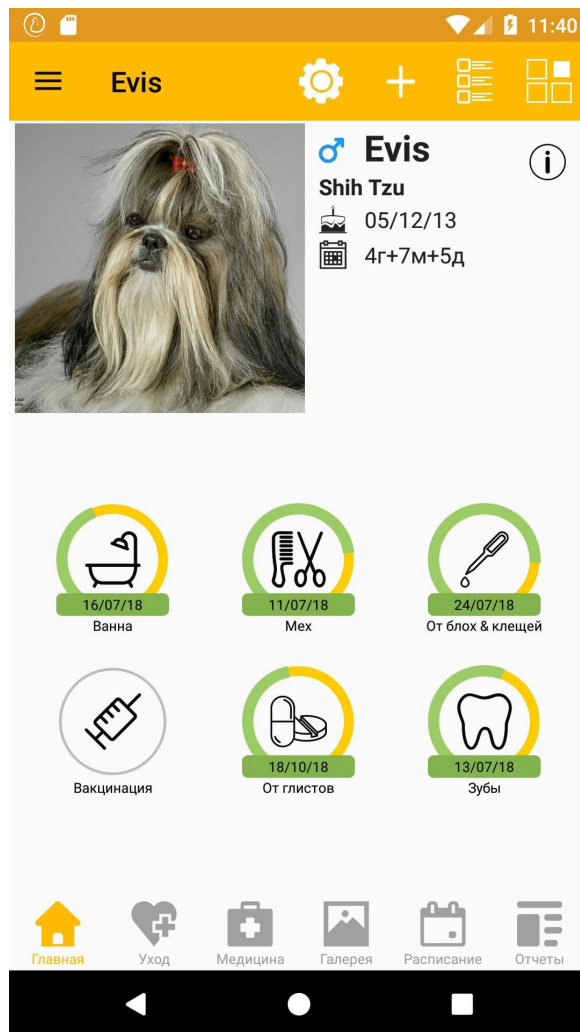 11:40
Evis
Evis
Shih Tzu
05/12/13
4г+7м+5д
16/07/18
11/07/18
24/07/18
Ванна
Мех
От блох & клещей
18/10/18
13/07/18
Вакцинация
От глистов
Зубы
Главная
Уход
Медицина
Галерея
Расписание
Отчеты